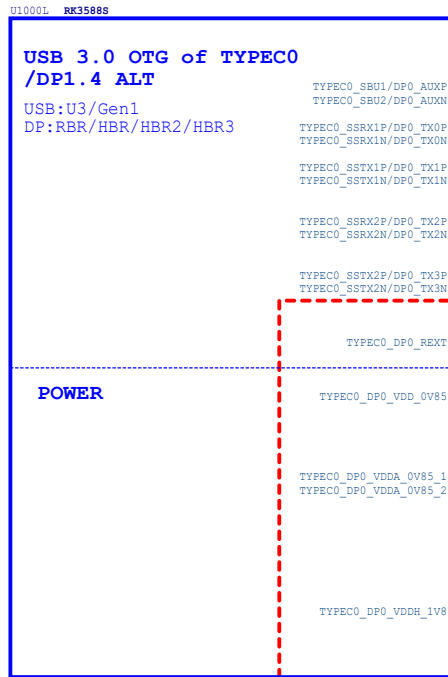 U1000L RK3588S
USB 3.0 OTG of TYPEC0
/DP1.4 ALT
USB:U3/Gen1
DP:RBR/HBR/HBR2/HBR3
TYPEC0_SBU1/DP0_AUXP
TYPEC0_SBU2/DP0_AUXN
TYPEC0_SSRX1P/DP0_TX0P
TYPEC0_SSRX1N/DP0_TX0N
TYPEC0_SSTX1P/DP0_TX1P
TYPEC0_SSTX1N/DP0_TX1N
TYPEC0_SSRX2P/DP0_TX2P
TYPEC0_SSRX2N/DP0_TX2N
TYPEC0_SSTX2P/DP0_TX3P
TYPEC0_SSTX2N/DP0_TX3N
TYPEC0_DP0_REXT
POWER
TYPEC0_DP0_VDD_0V85
TYPEC0_DP0_VDDA_0V85_1
TYPEC0_DP0_VDDA_0V85_2
TYPEC0_DP0_VDDH_1V8